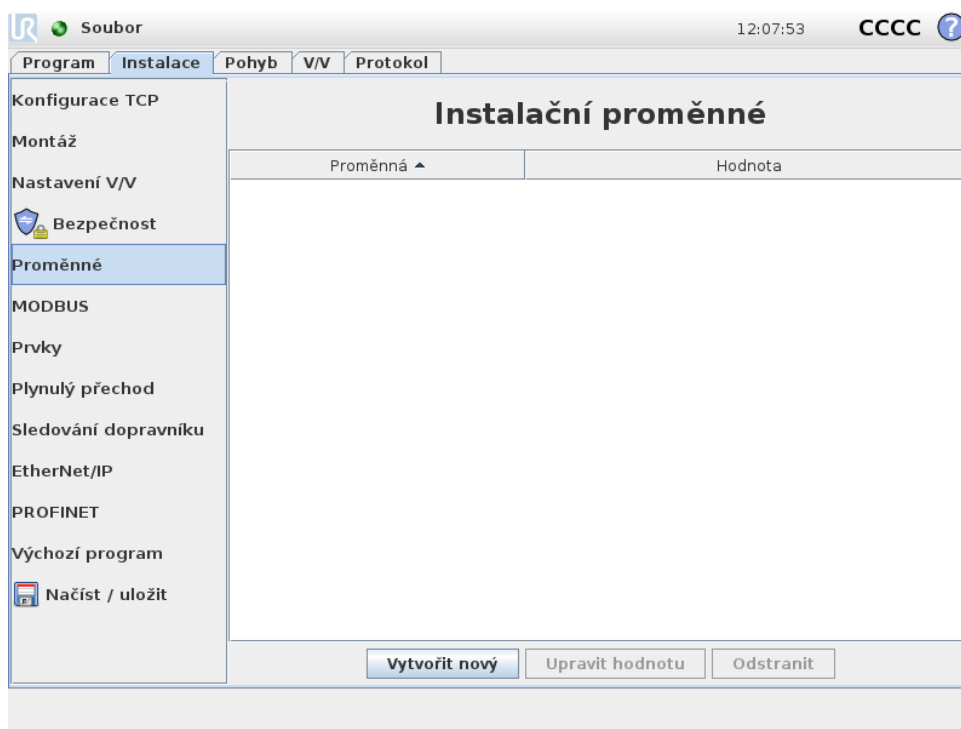 UR Soubor 12:07:53 CCCC ?
Program Instalace Pohyb V/V Protokol
Konfigurace TCP
Montáž
Nastavení V/V
Bezpečnost
Proměnné
MODBUS
Prvky
Plynulý přechod
Sledování dopravníku
EtherNet/IP
PROFINET
Výchozí program
Načíst / uložit
Instalační proměnné
Proměnná Hodnota
Vytvořit nový Upravit hodnotu Odstranit